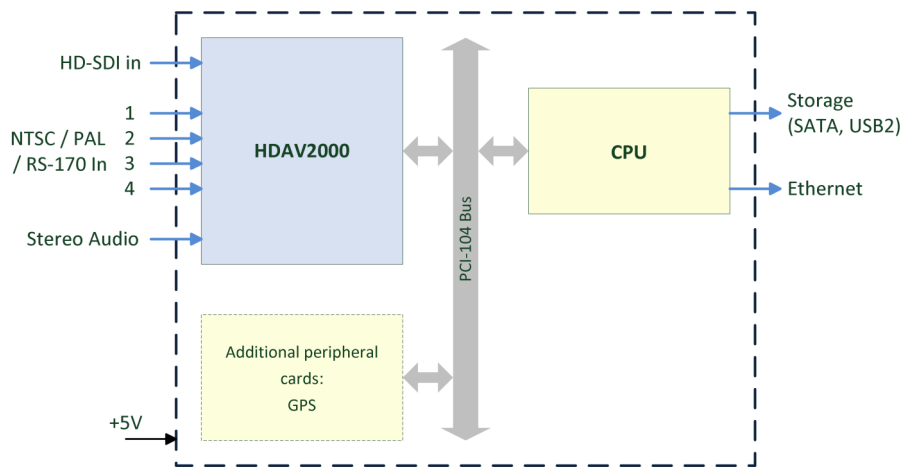 HD-SDI in
1
NTSC / PAL 2
/ RS-170 In 3
4
Stereo Audio
HDAV2000
PCI-104 Bus
CPU
Storage
(SATA, USB2)
Ethernet
Additional peripheral
cards:
GPS
+5V